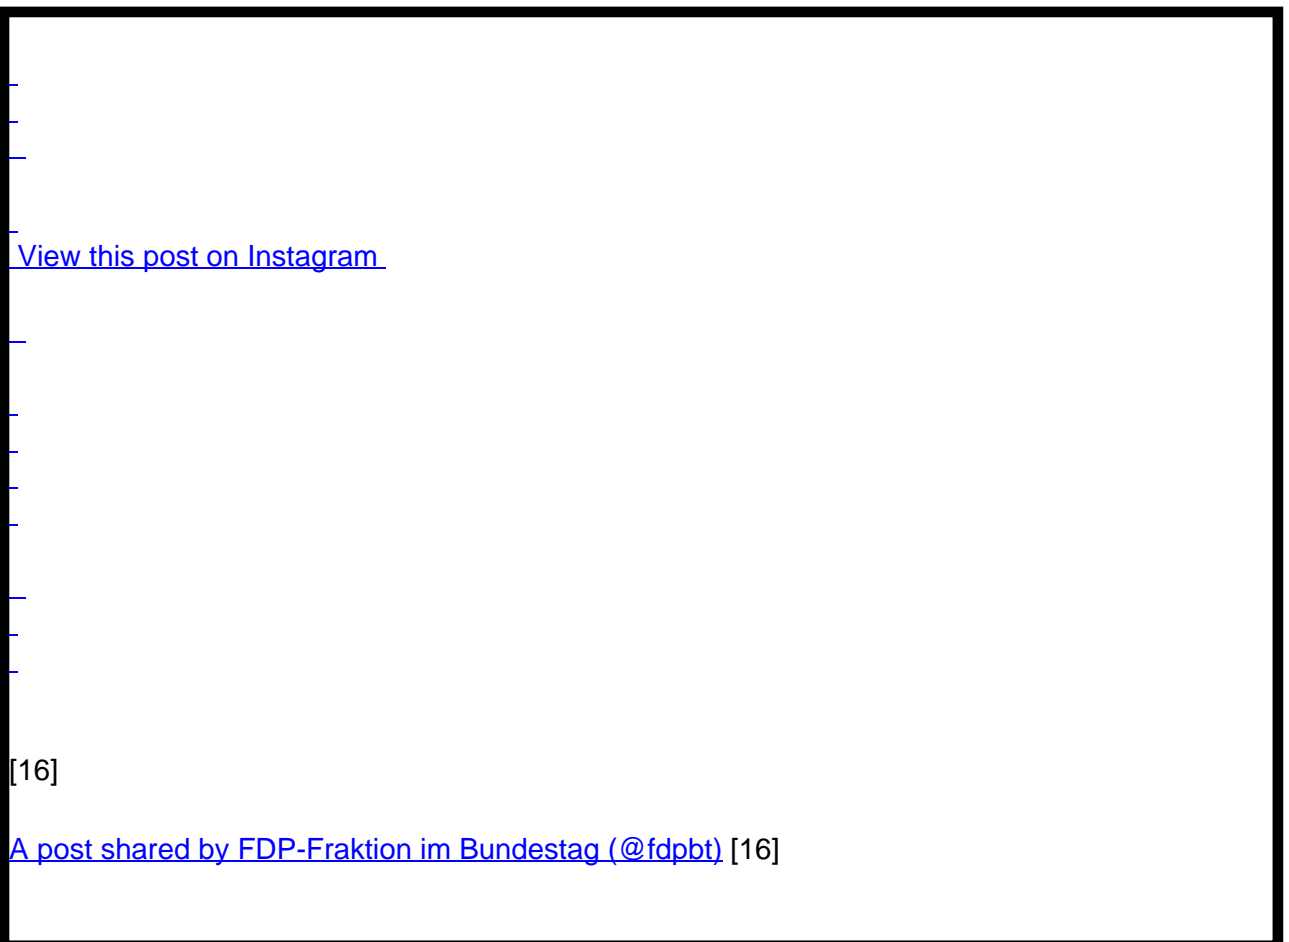 View this post on Instagram
[16]
A post shared by FDP-Fraktion im Bundestag (@fdpbt) [16]